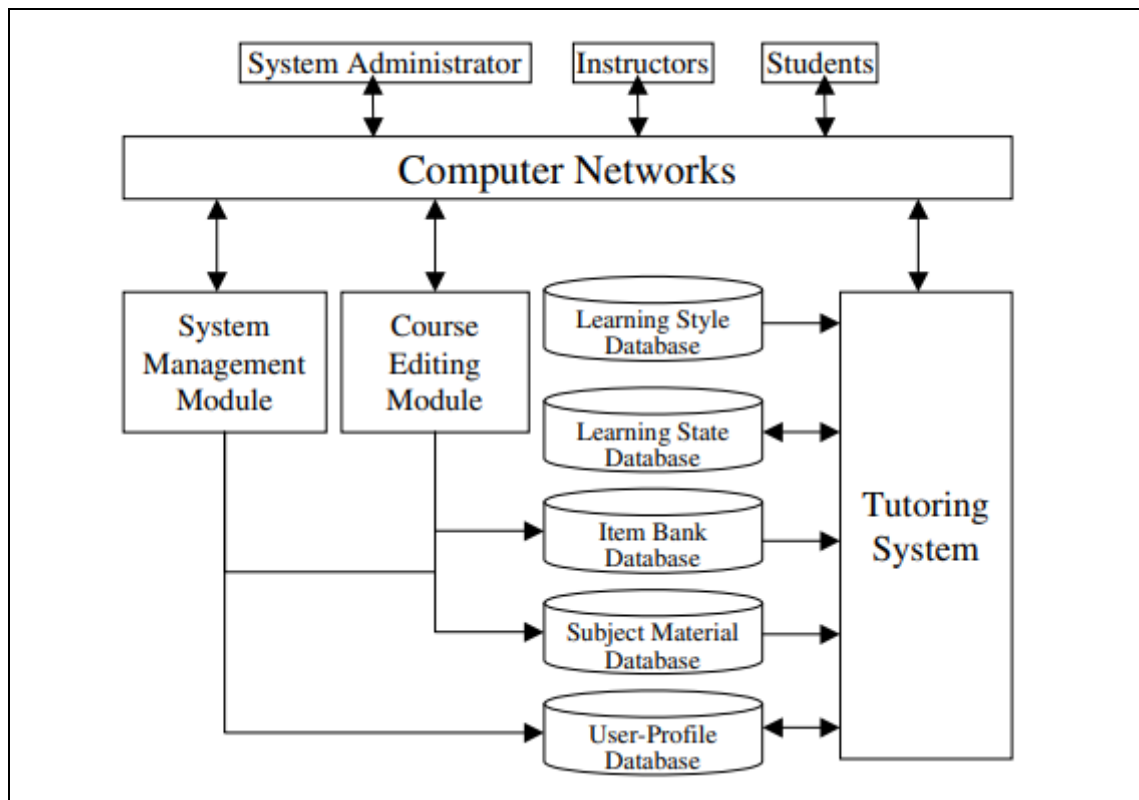 System Administrator
Instructors
Students
Computer Networks
System
Management
Module
Course
Editing
Module
Learning Style
Database
Learning State
Database
Item Bank
Database
Subject Material
Database
User-Profile
Database
Tutoring
System